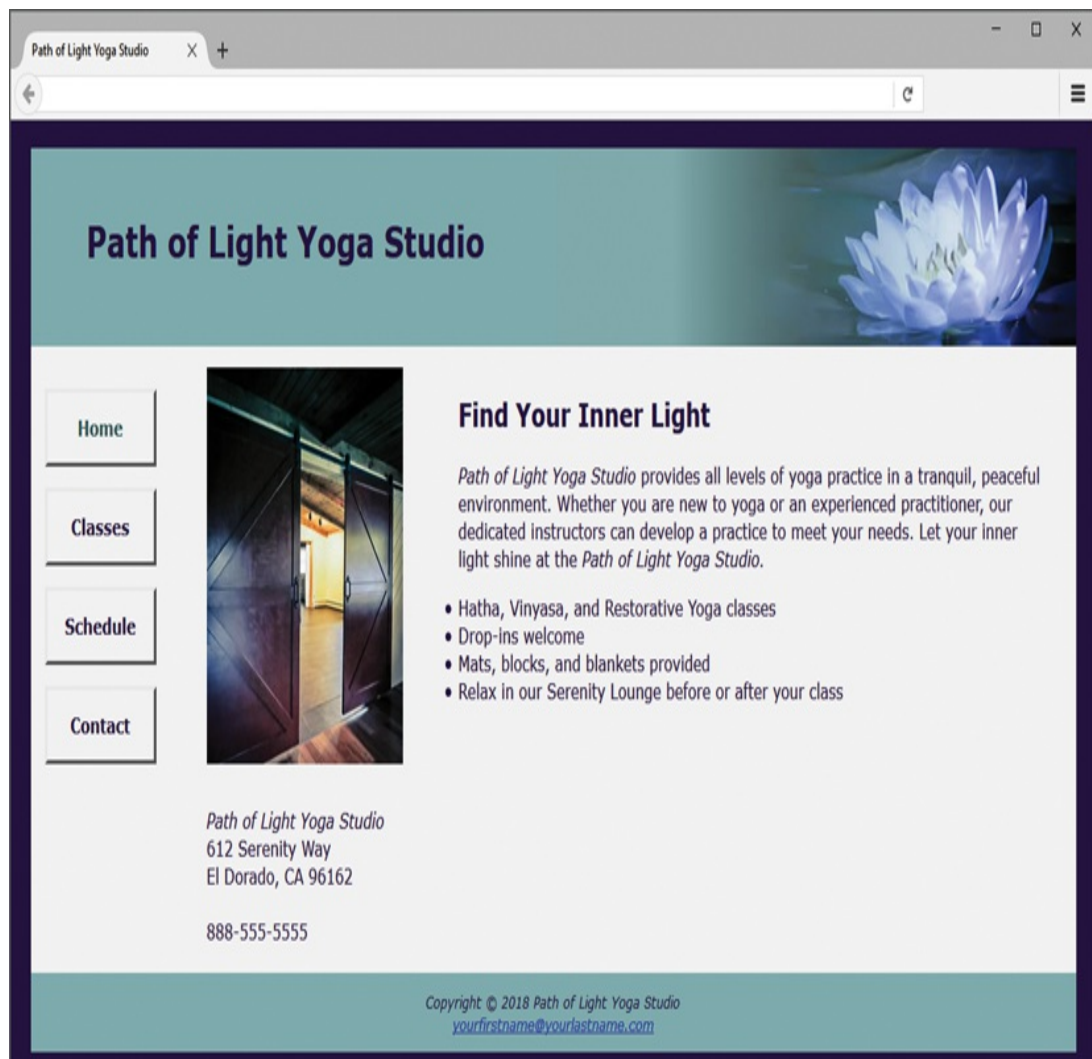 Path of Light Yoga Studio
Path of Light Yoga Studio
Home
Classes
Schedule
Contact
Find Your Inner Light
Path of Light Yoga Studio provides all levels of yoga practice in a tranquil, peaceful
environment. Whether you are new to yoga or an experienced practitioner, our
dedicated instructors can develop a practice to meet your needs. Let your inner
light shine at the Path of Light Yoga Studio.
• Hatha, Vinyasa, and Restorative Yoga classes
• Drop-ins welcome
• Mats, blocks, and blankets provided
• Relax in our Serenity Lounge before or after your class
Path of Light Yoga Studio
612 Serenity Way
El Dorado, CA 96162
888-555-5555
Copyright © 2018 Path of Light Yoga Studio
yourfirstname@yourlastname.com